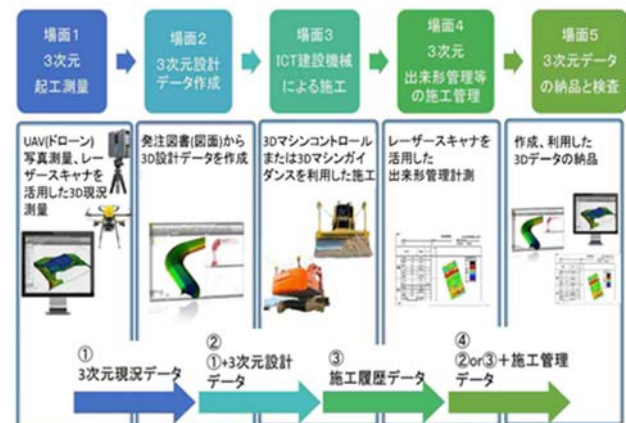 場面1
3次元
起工測量
場面2
3次元設計
データ作成
場面3
ICT建設機械
による施工
場面4
3次元
出来形管理等
の施工管理
場面5
3次元データ
の納品と検査
UAV(ドローン)
写真測量、レー
ザースキャナを
活用した3D現況
測量
発注図書(図面)から
3D設計データを作成
3Dマシンコントロール
または3Dマシンガイ
ダンスを利用した施工
レーザースキャナを
活用した
出来形管理計測
作成、利用した
3Dデータの納品
①
3次元現況データ
②
①+3次元設計
データ
③
施工履歴データ
④
②or③＋施工管理
データ